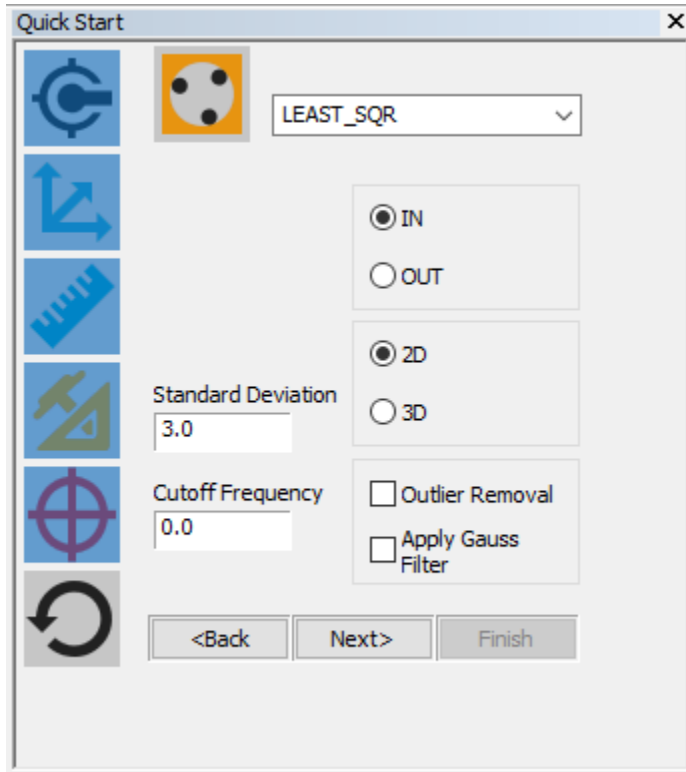 Quick Start
LEAST_SQR
IN
OUT
2D
3D
Standard Deviation
3.0
Cutoff Frequency
0.0
Outlier Removal
Apply Gauss
Filter
<Back
Next>
Finish